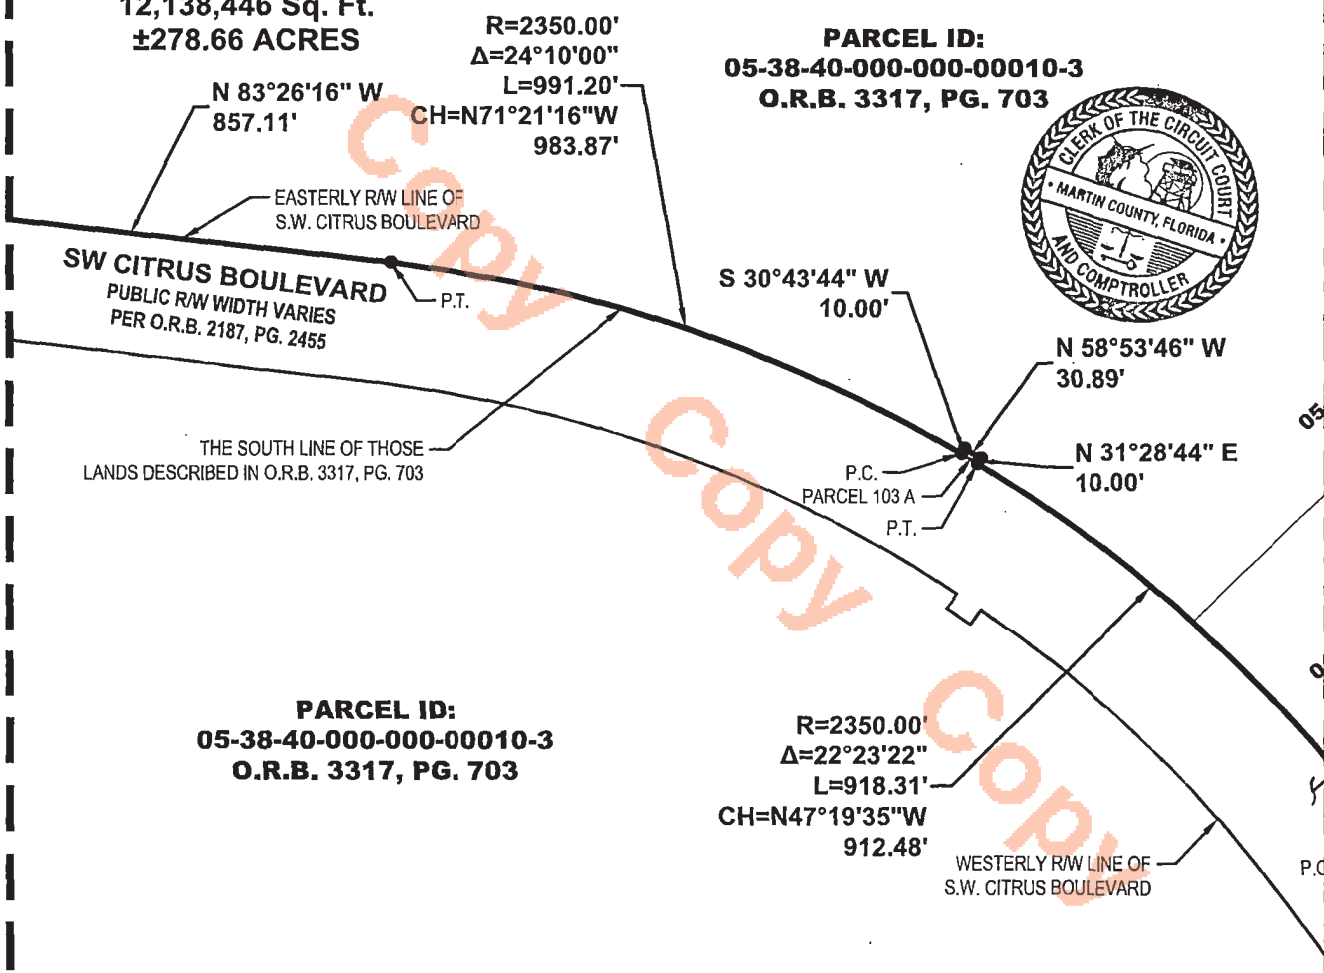 12,138,446 Sq. Ft.
±278.66 ACRES
R=2350.00'
Δ=24°10'00"
L=991.20'
CH=N71°21'16"W
983.87'
PARCEL ID:
05-38-40-000-000-00010-3
O.R.B. 3317, PG. 703
N 83°26'16" W
857.11'
CLERK OF THE CIRCUIT COURT
• MARTIN COUNTY, FLORIDA •
AND COMPTROLLER
EASTERLY R/W LINE OF
S.W. CITRUS BOULEVARD
SW CITRUS BOULEVARD
PUBLIC R/W WIDTH VARIES
PER O.R.B. 2187, PG. 2455
P.T.
S 30°43'44" W
10.00'
N 58°53'46" W
30.89'
THE SOUTH LINE OF THOSE
LANDS DESCRIBED IN O.R.B. 3317, PG. 703
P.C.
PARCEL 103 A
P.T.
N 31°28'44" E
10.00'
05
PARCEL ID:
05-38-40-000-000-00010-3
O.R.B. 3317, PG. 703
R=2350.00'
Δ=22°23'22"
L=918.31'
CH=N47°19'35"W
912.48'
WESTERLY R/W LINE OF
S.W. CITRUS BOULEVARD
Copy
Copy
Copy